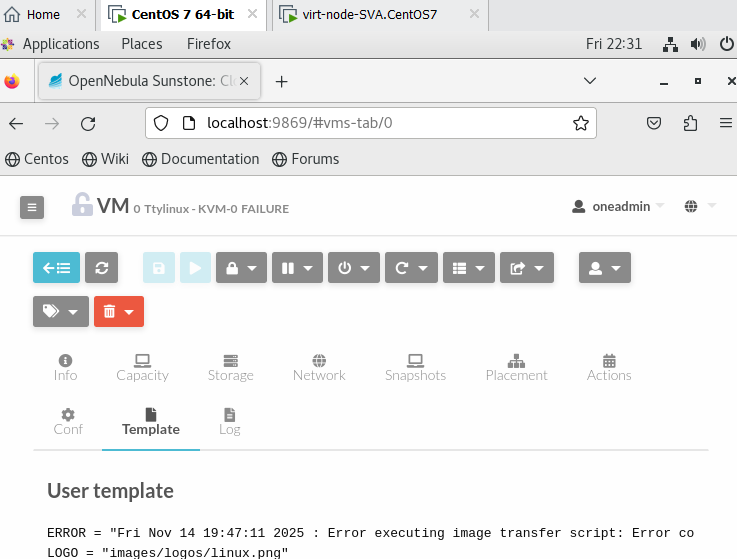 Home
CentOS 7 64-bit
virt-node-SVA.CentOS7
Applications Places Firefox Fri 22:31
OpenNebula Sunstone: Cl
localhost:9869/#vms-tab/0
Centos Wiki Documentation Forums
VM 0 Ttylinux - KVM-0 FAILURE
oneadmin
Info Capacity Storage Network Snapshots Placement Actions
Conf Template Log
User template
ERROR = "Fri Nov 14 19:47:11 2025 : Error executing image transfer script: Error co
LOGO = "images/logos/linux.png"